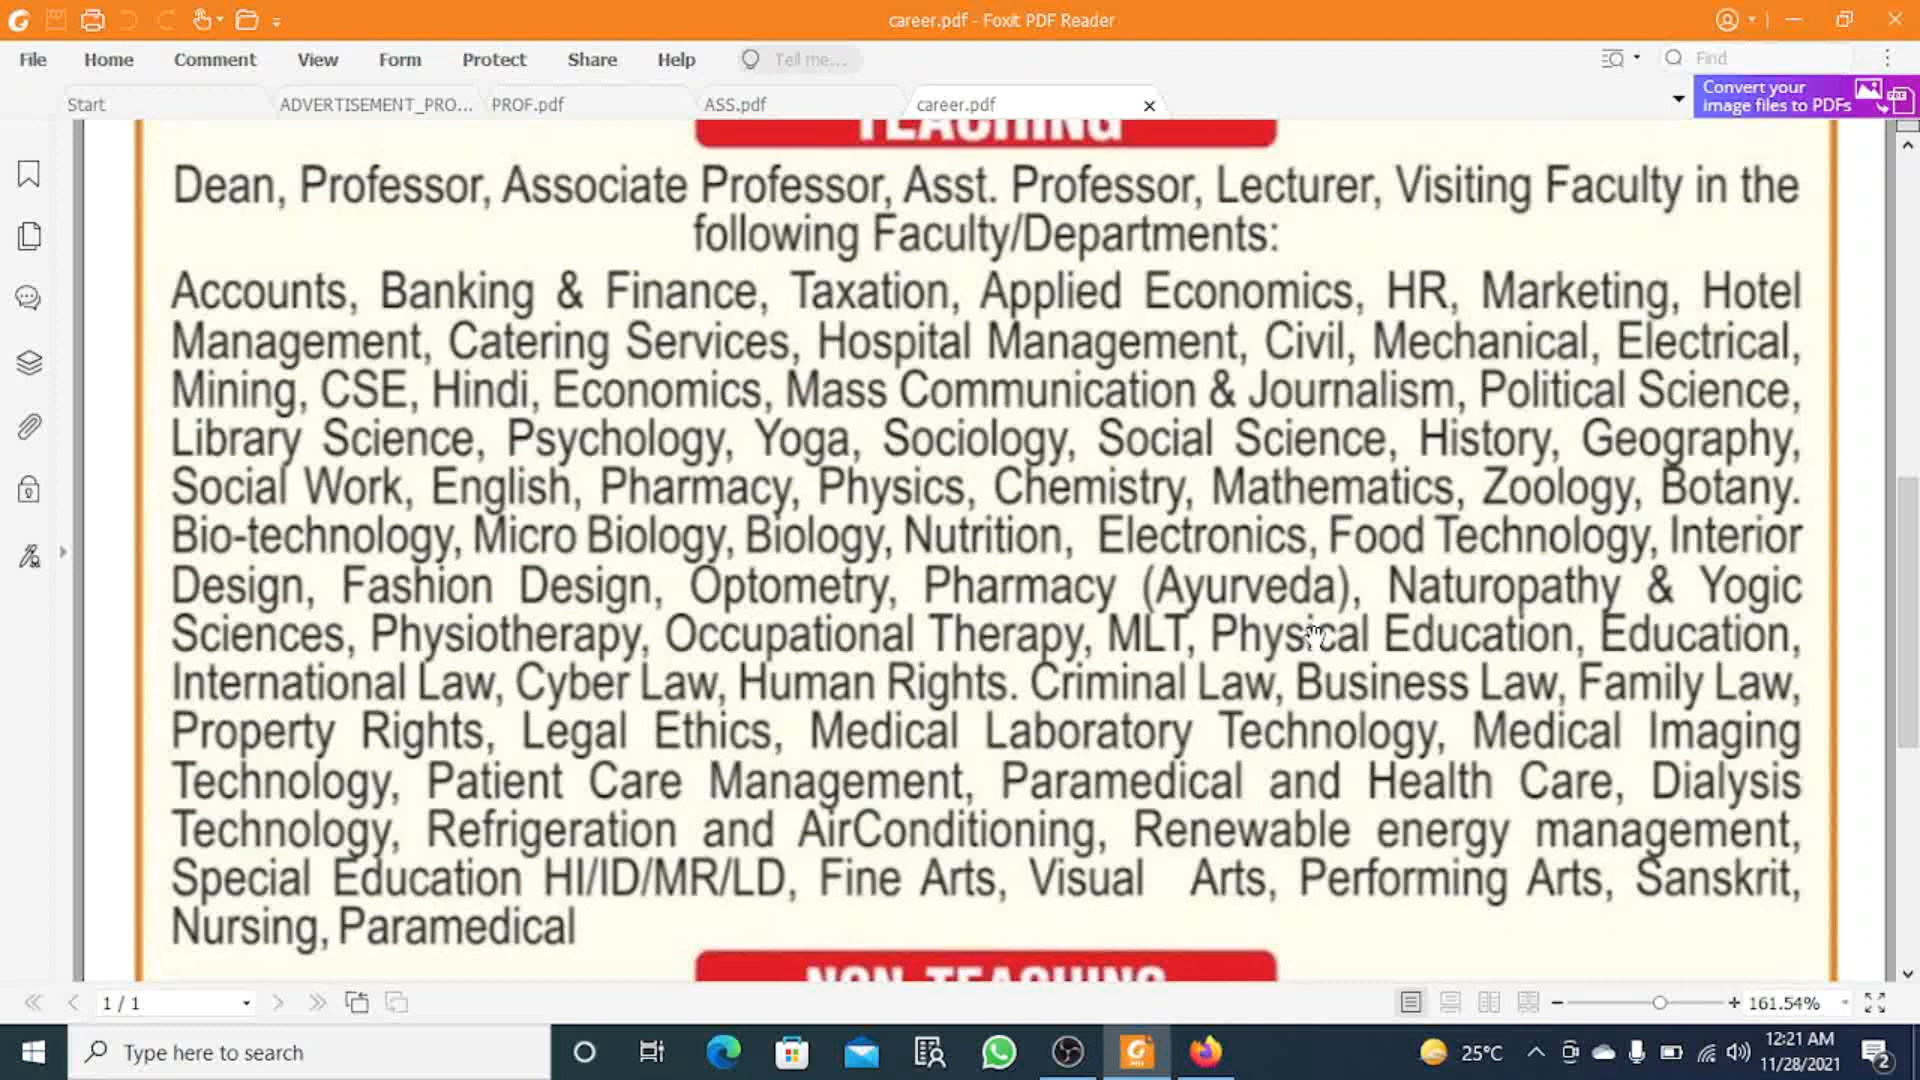 career.pdf - Foxit PDF Reader
File Home Comment View Form Protect Share Help Tell me... Find
Start ADVERTISEMENT_PRO... PROF.pdf ASS.pdf career.pdf
Convert your
image files to PDFs
TEACHING
Dean, Professor, Associate Professor, Asst. Professor, Lecturer, Visiting Faculty in the
following Faculty/Departments:
Accounts, Banking & Finance, Taxation, Applied Economics, HR, Marketing, Hotel
Management, Catering Services, Hospital Management, Civil, Mechanical, Electrical,
Mining, CSE, Hindi, Economics, Mass Communication & Journalism, Political Science,
Library Science, Psychology, Yoga, Sociology, Social Science, History, Geography,
Social Work, English, Pharmacy, Physics, Chemistry, Mathematics, Zoology, Botany.
Bio-technology, Micro Biology, Biology, Nutrition, Electronics, Food Technology, Interior
Design, Fashion Design, Optometry, Pharmacy (Ayurveda), Naturopathy & Yogic
Sciences, Physiotherapy, Occupational Therapy, MLT, Physical Education, Education,
International Law, Cyber Law, Human Rights. Criminal Law, Business Law, Family Law,
Property Rights, Legal Ethics, Medical Laboratory Technology, Medical Imaging
Technology, Patient Care Management, Paramedical and Health Care, Dialysis
Technology, Refrigeration and AirConditioning, Renewable energy management,
Special Education HI/ID/MR/LD, Fine Arts, Visual Arts, Performing Arts, Sanskrit,
Nursing, Paramedical
NON TEACHING
1 / 1 161.54%
Type here to search 25°C 12:21 AM
11/28/2021 2